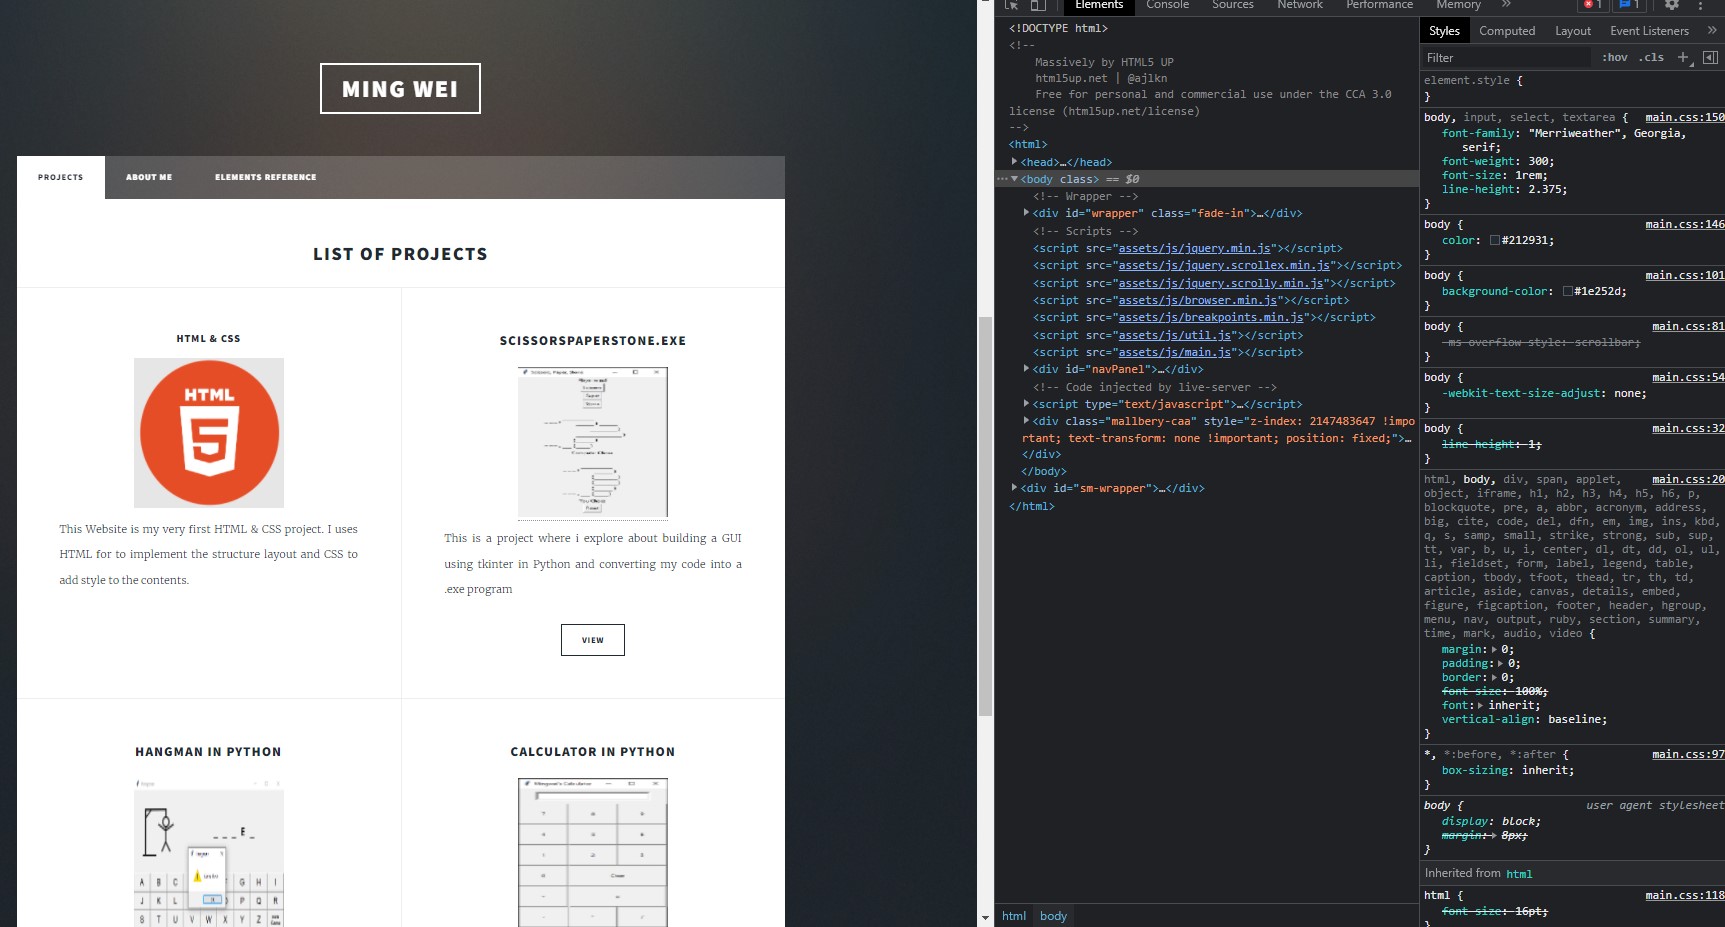 MING WEI
PROJECTS
ABOUT ME
ELEMENTS REFERENCE
LIST OF PROJECTS
HTML & CSS
HTML
5
This Website is my very first HTML & CSS project. I uses
HTML for to implement the structure layout and CSS to
add style to the contents.
SCISSORSPAPERSTONE.EXE
This is a project where i explore about building a GUI
using tkinter in Python and converting my code into a
.exe program
VIEW
HANGMAN IN PYTHON
_ _ _ E _
A B C G H I
J K L P Q R
S T U V W X Y Z
CALCULATOR IN PYTHON
Elements Console Sources Network Performance Memory » 1 1
<!DOCTYPE html>
<!--
Massively by HTML5 UP
html5up.net | @ajlkn
Free for personal and commercial use under the CCA 3.0
license (html5up.net/license)
-->
<html>
<head>…</head>
<body class> == $0
<!-- Wrapper -->
<div id="wrapper" class="fade-in">…</div>
<!-- Scripts -->
<script src="assets/js/jquery.min.js"></script>
<script src="assets/js/jquery.scrollex.min.js"></script>
<script src="assets/js/jquery.scrolly.min.js"></script>
<script src="assets/js/browser.min.js"></script>
<script src="assets/js/breakpoints.min.js"></script>
<script src="assets/js/util.js"></script>
<script src="assets/js/main.js"></script>
<div id="navPanel">…</div>
<!-- Code injected by live-server -->
<script type="text/javascript">…</script>
<div class="mallbery-caa" style="z-index: 2147483647 !impo
rtant; text-transform: none !important; position: fixed;">…
</div>
</body>
<div id="sm-wrapper">…</div>
</html>
html body
Styles Computed Layout Event Listeners »
Filter :hov .cls +
element.style {
}
body, input, select, textarea { main.css:150
font-family: "Merriweather", Georgia,
serif;
font-weight: 300;
font-size: 1rem;
line-height: 2.375;
}
body { main.css:146
color: #212931;
}
body { main.css:101
background-color: #1e252d;
}
body { main.css:81
-ms-overflow-style: scrollbar;
}
body { main.css:54
-webkit-text-size-adjust: none;
}
body { main.css:32
line-height: 1;
}
html, body, div, span, applet, main.css:20
object, iframe, h1, h2, h3, h4, h5, h6, p,
blockquote, pre, a, abbr, acronym, address,
big, cite, code, del, dfn, em, img, ins, kbd,
q, s, samp, small, strike, strong, sub, sup,
tt, var, b, u, i, center, dl, dt, dd, ol, ul,
li, fieldset, form, label, legend, table,
caption, tbody, tfoot, thead, tr, th, td,
article, aside, canvas, details, embed,
figure, figcaption, footer, header, hgroup,
menu, nav, output, ruby, section, summary,
time, mark, audio, video {
margin: 0;
padding: 0;
border: 0;
font-size: 100%;
font: inherit;
vertical-align: baseline;
}
*, *:before, *:after { main.css:97
box-sizing: inherit;
}
body { user agent stylesheet
display: block;
margin: 8px;
}
Inherited from html
html { main.css:118
font-size: 16pt;
}